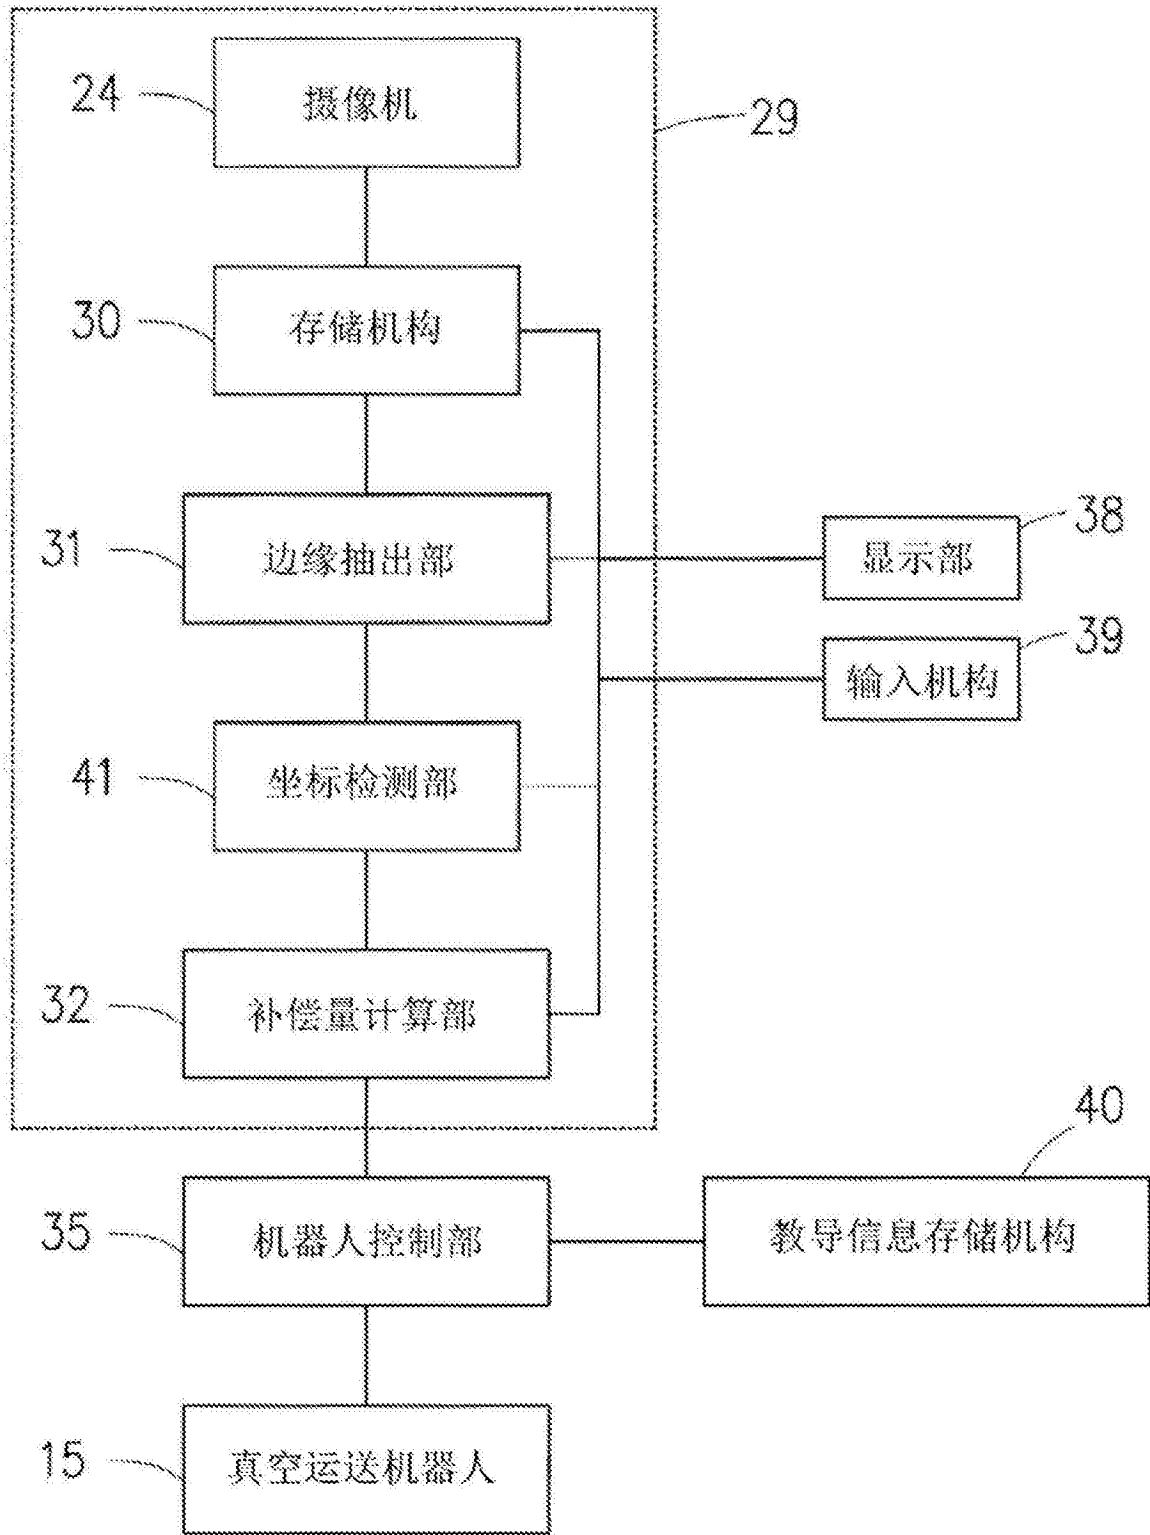 24
摄像机
29
30
存储机构
31
边缘抽出部
38
显示部
39
输入机构
41
坐标检测部
32
补偿量计算部
40
35
机器人控制部
教导信息存储机构
15
真空运送机器人